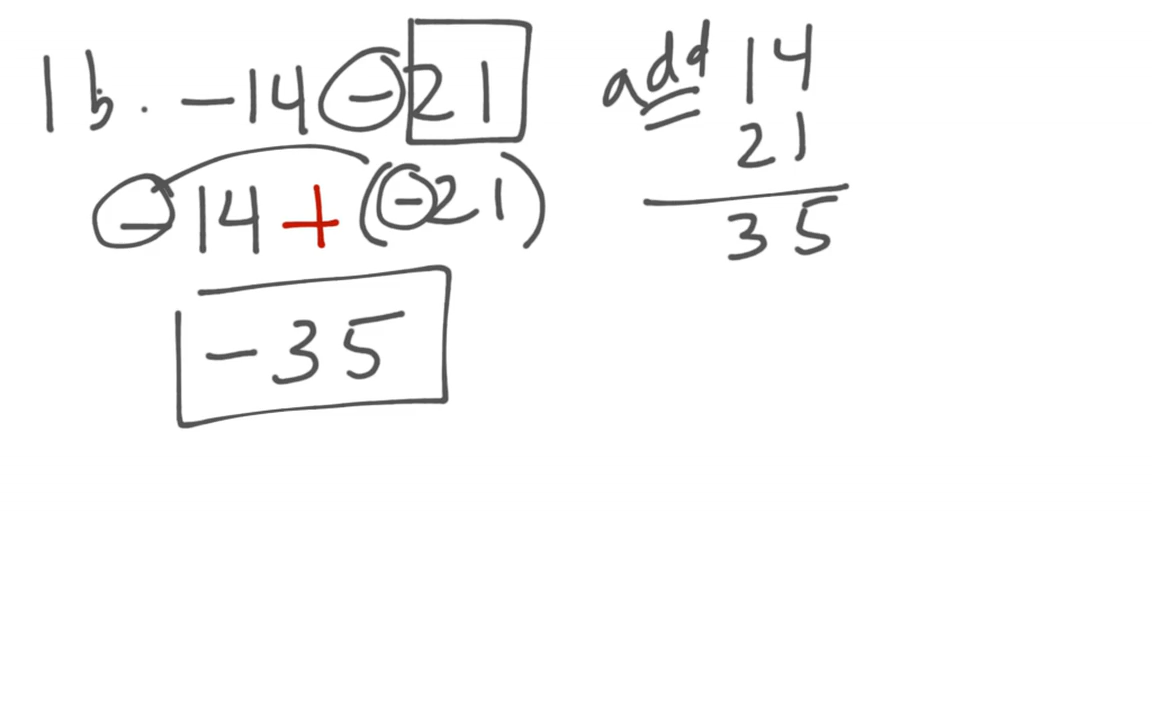 1b. -14 - 21
-14 + (-21)
-35
add 14
21
35